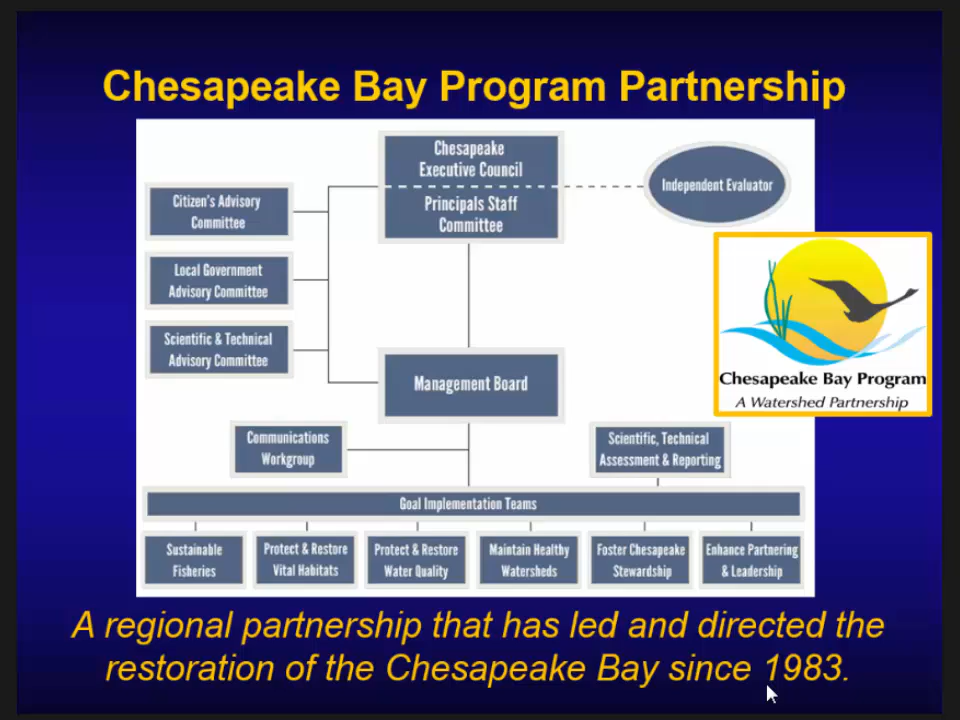 Chesapeake Bay Program Partnership
Chesapeake
Executive Council
Principals Staff
Committee
Independent Evaluator
Citizen's Advisory
Committee
Local Government
Advisory Committee
Scientific & Technical
Advisory Committee
Management Board
Chesapeake Bay Program
A Watershed Partnership
Communications
Workgroup
Scientific, Technical
Assessment & Reporting
Goal Implementation Teams
Sustainable
Fisheries
Protect & Restore
Vital Habitats
Protect & Restore
Water Quality
Maintain Healthy
Watersheds
Foster Chesapeake
Stewardship
Enhance Partnering
& Leadership
A regional partnership that has led and directed the
restoration of the Chesapeake Bay since 1983.